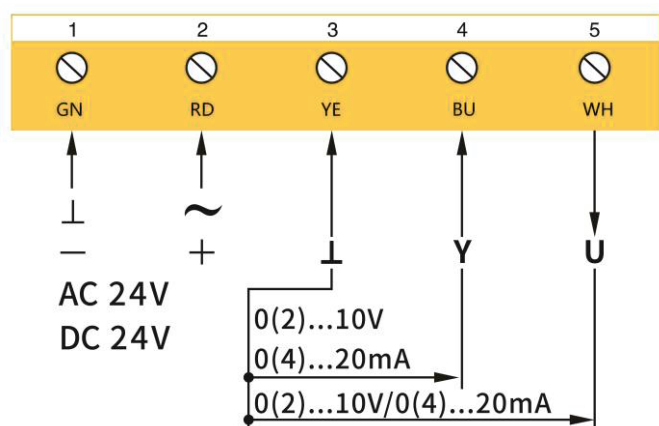 1 2 3 4 5
GN RD YE BU WH
⊥ ~ ⊥ Y U
− +
AC 24V
DC 24V
0(2)...10V
0(4)...20mA
0(2)...10V/0(4)...20mA